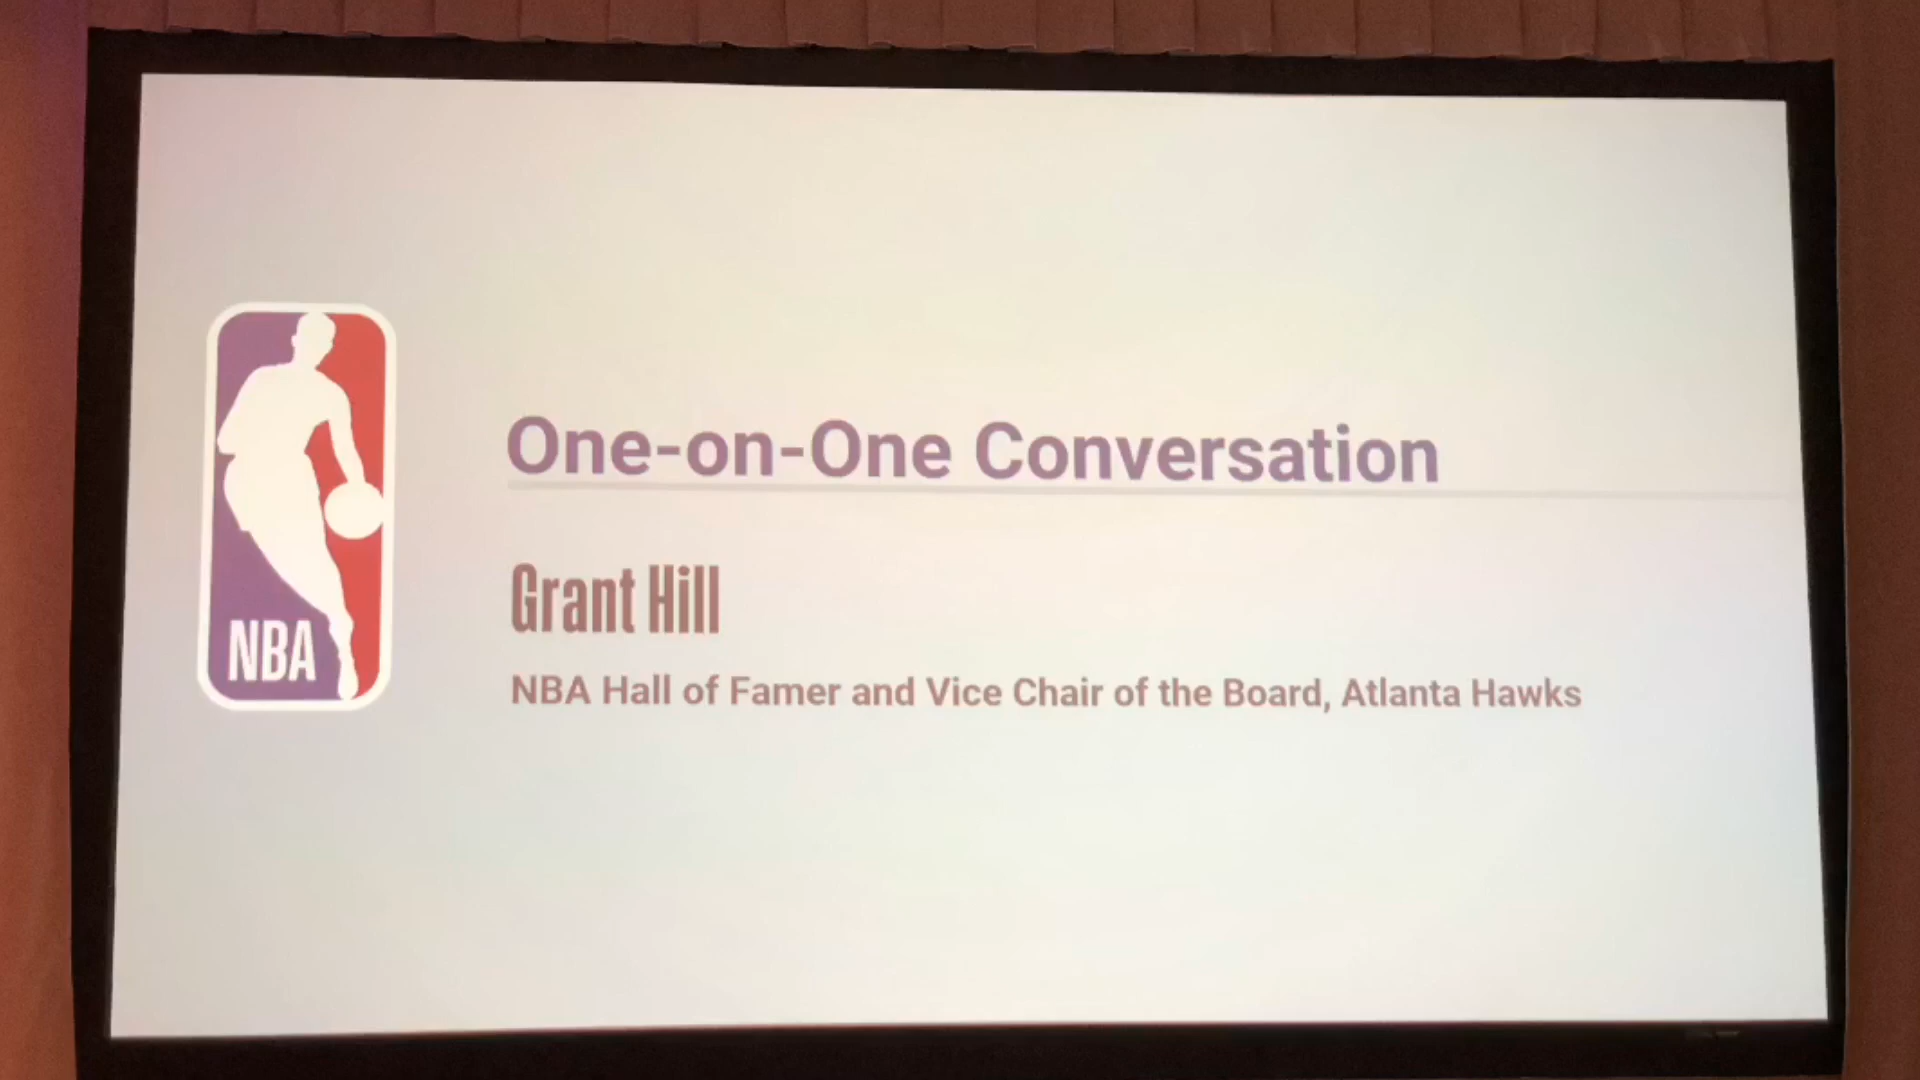 One-on-One Conversation
Grant Hill
NBA Hall of Famer and Vice Chair of the Board, Atlanta Hawks
NBA